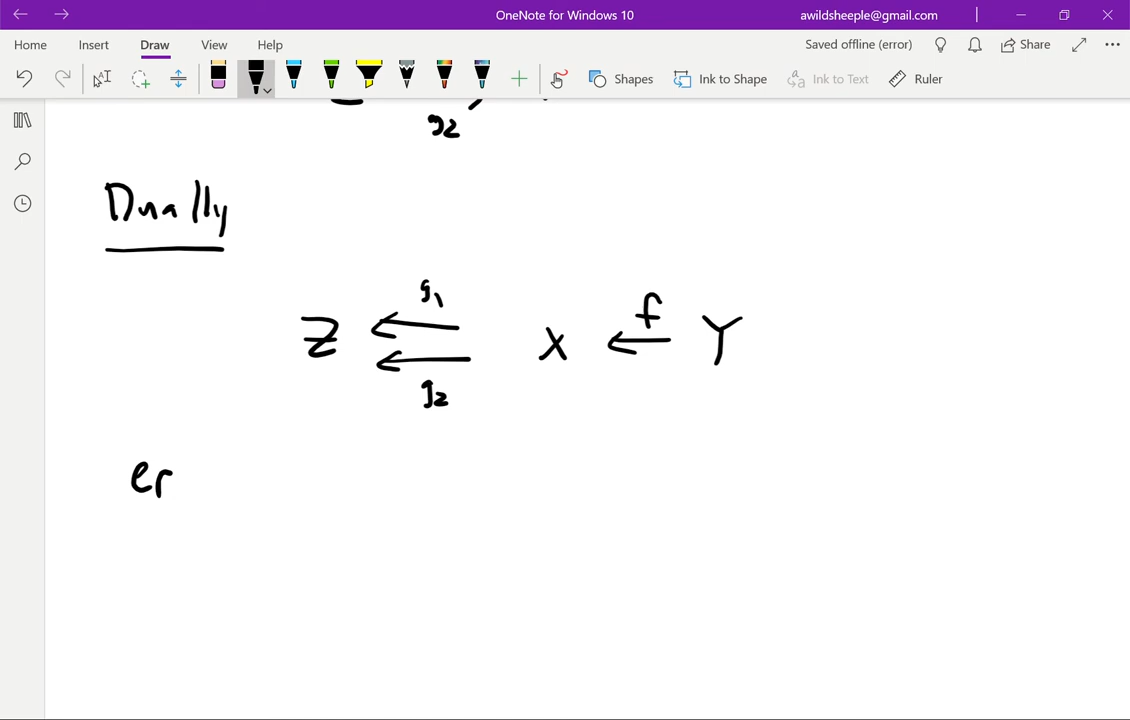 OneNote for Windows 10
awildsheeple@gmail.com
Home Insert Draw View Help
Saved offline (error)
Share
Shapes
Ink to Shape
Ink to Text
Ruler
g2
Dually
g1
f
Z X Y
g2
er